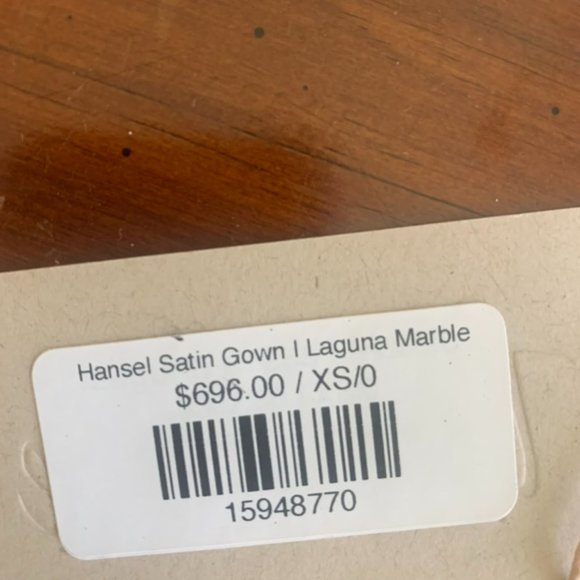 Hansel Satin Gown | Laguna Marble
$696.00 / XS/0
15948770